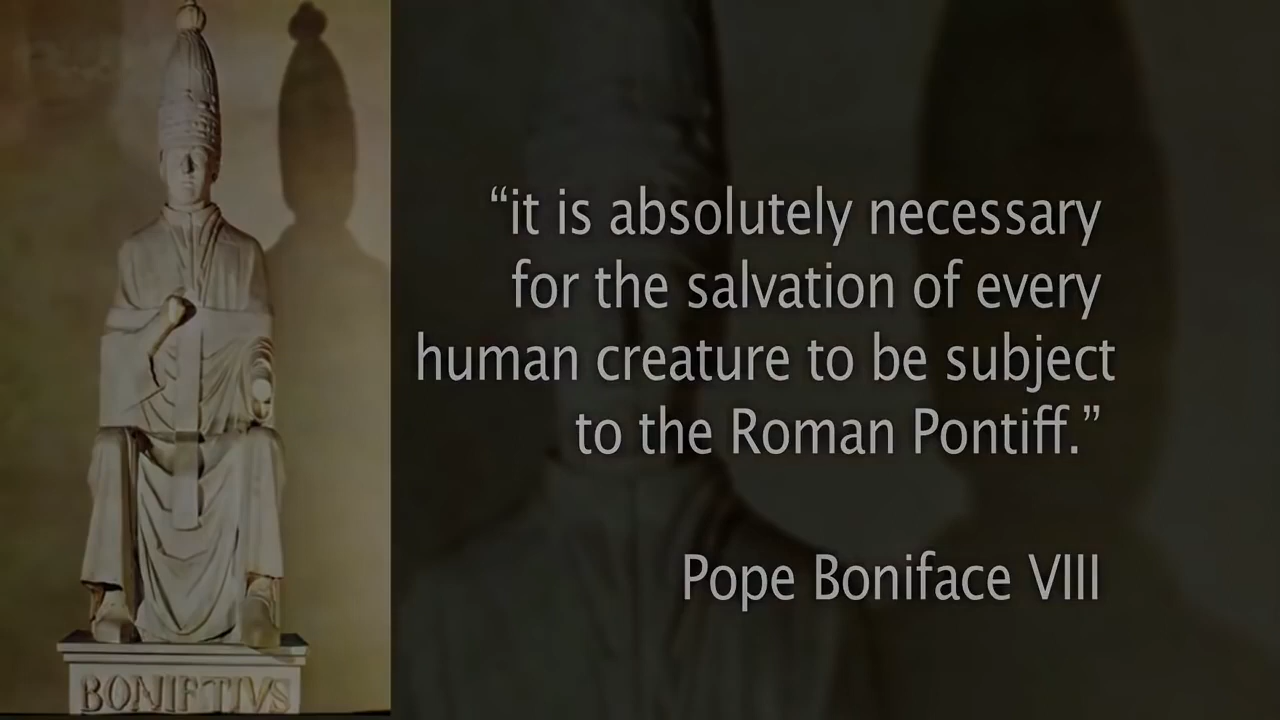 “it is absolutely necessary
for the salvation of every
human creature to be subject
to the Roman Pontiff.”
Pope Boniface VIII
BONIFTIVS